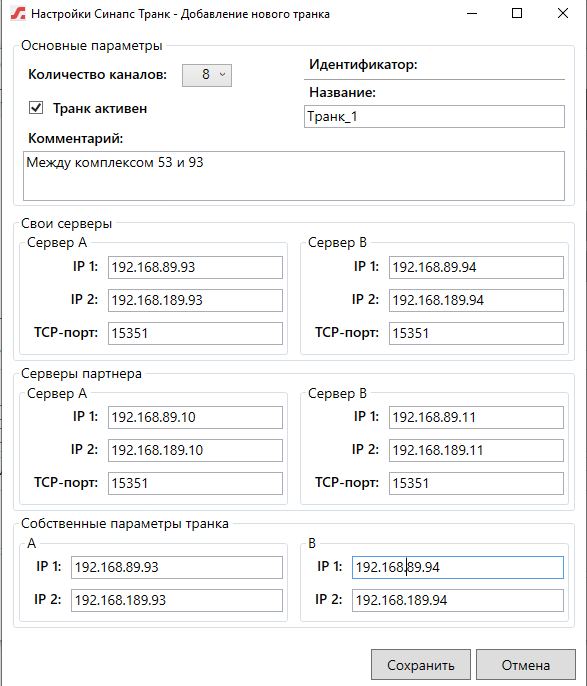 Настройки Синапс Транк - Добавление нового транка
Основные параметры
Количество каналов: 8
Идентификатор:
Транк активен
Название:
Транк_1
Комментарий:
Между комплексом 53 и 93
Свои серверы
Сервер A
IP 1: 192.168.89.93
IP 2: 192.168.189.93
TCP-порт: 15351
Сервер B
IP 1: 192.168.89.94
IP 2: 192.168.189.94
TCP-порт: 15351
Серверы партнера
Сервер A
IP 1: 192.168.89.10
IP 2: 192.168.189.10
TCP-порт: 15351
Сервер B
IP 1: 192.168.89.11
IP 2: 192.168.189.11
TCP-порт: 15351
Собственные параметры транка
A
IP 1: 192.168.89.93
IP 2: 192.168.189.93
B
IP 1: 192.168.89.94
IP 2: 192.168.189.94
Сохранить
Отмена